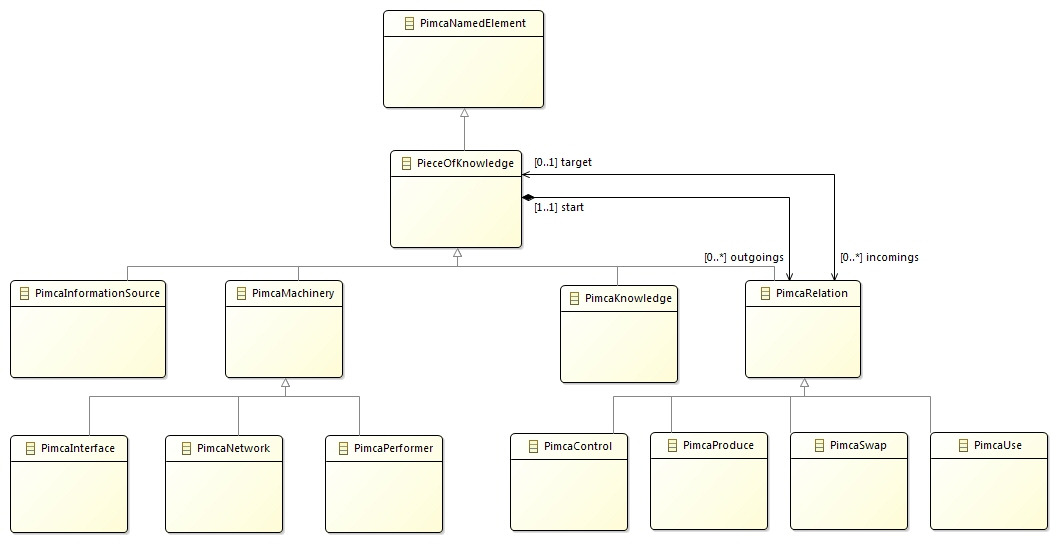 PimcaNamedElement
PieceOfKnowledge
[0..1] target
[1..1] start
[0..*] outgoings
[0..*] incomings
PimcaInformationSource
PimcaMachinery
PimcaKnowledge
PimcaRelation
PimcaInterface
PimcaNetwork
PimcaPerformer
PimcaControl
PimcaProduce
PimcaSwap
PimcaUse